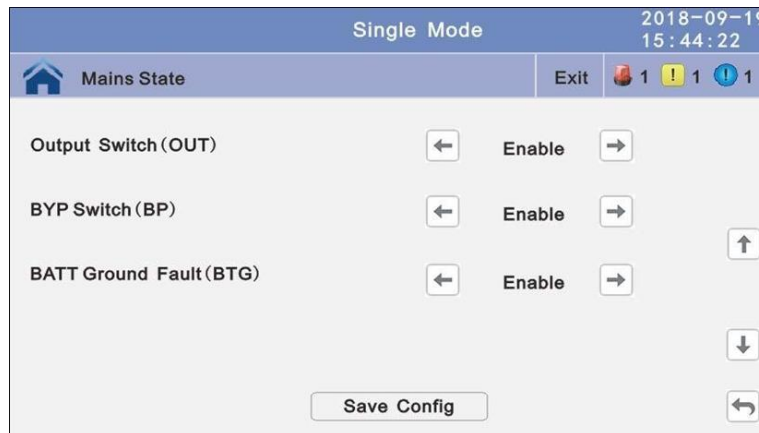 Single Mode
2018-09-19
15:44:22
Mains State
Exit
1
! 1
! 1
Output Switch(OUT)
Enable
BYP Switch(BP)
Enable
BATT Ground Fault(BTG)
Enable
Save Config